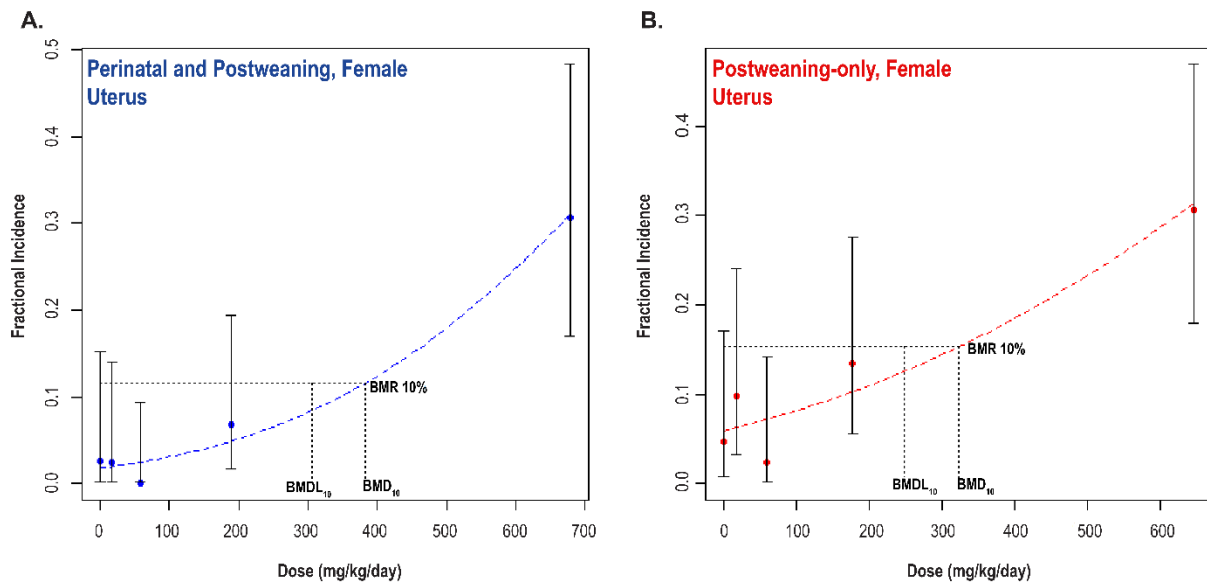 A.
Perinatal and Postweaning, Female
Uterus
Fractional Incidence
0.5
0.4
0.3
0.2
0.1
0.0
BMR 10%
BMDL₁₀
BMD₁₀
0
100
200
300
400
500
600
700
Dose (mg/kg/day)
B.
Postweaning-only, Female
Uterus
Fractional Incidence
0.4
0.3
0.2
0.1
0.0
BMR 10%
BMDL₁₀
BMD₁₀
0
100
200
300
400
500
600
Dose (mg/kg/day)